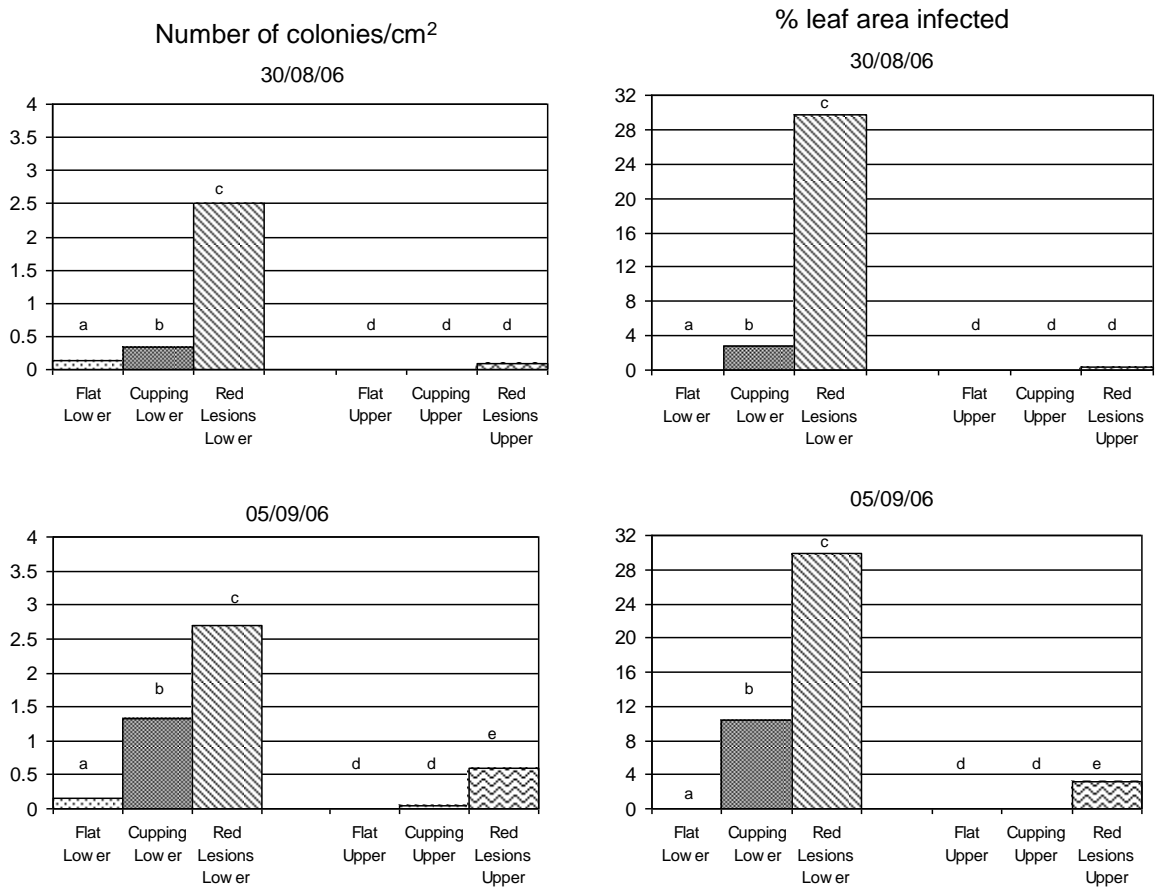 Number of colonies/cm²
30/08/06
4
3.5
3
2.5
2
1.5
1
0.5
0
a
b
c
d
d
d
Flat Low er
Cupping Low er
Red Lesions Low er
Flat Upper
Cupping Upper
Red Lesions Upper
% leaf area infected
30/08/06
32
28
24
20
16
12
8
4
0
a
b
c
d
d
d
Flat Low er
Cupping Low er
Red Lesions Low er
Flat Upper
Cupping Upper
Red Lesions Upper
05/09/06
4
3.5
3
2.5
2
1.5
1
0.5
0
a
b
c
d
d
e
Flat Low er
Cupping Low er
Red Lesions Low er
Flat Upper
Cupping Upper
Red Lesions Upper
05/09/06
32
28
24
20
16
12
8
4
0
a
b
c
d
d
e
Flat Low er
Cupping Low er
Red Lesions Low er
Flat Upper
Cupping Upper
Red Lesions Upper